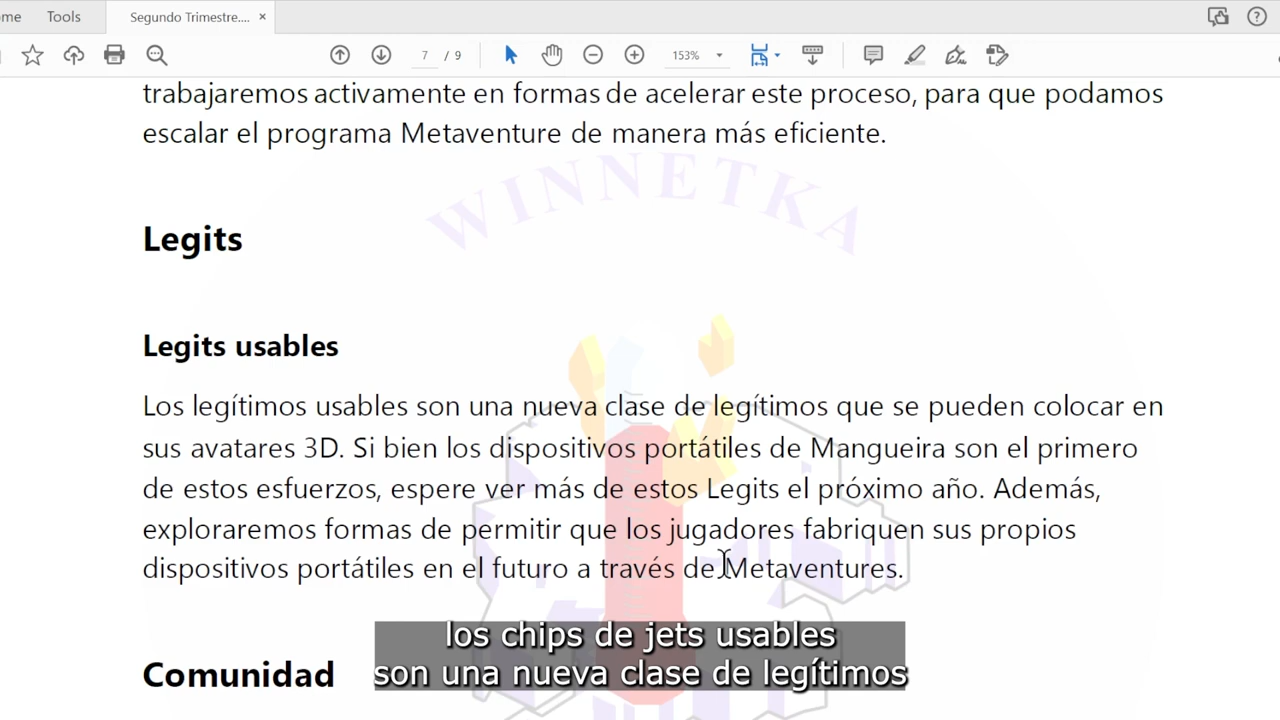 ome Tools Segundo Trimestre.... ×
7 / 9 153%
trabajaremos activamente en formas de acelerar este proceso, para que podamos
escalar el programa Metaventure de manera más eficiente.
WINNETKA
Legits
Legits usables
Los legítimos usables son una nueva clase de legítimos que se pueden colocar en
sus avatares 3D. Si bien los dispositivos portátiles de Mangueira son el primero
de estos esfuerzos, espere ver más de estos Legits el próximo año. Además,
exploraremos formas de permitir que los jugadores fabriquen sus propios
dispositivos portátiles en el futuro a través de Metaventures.
los chips de jets usables
son una nueva clase de legítimos
Comunidad